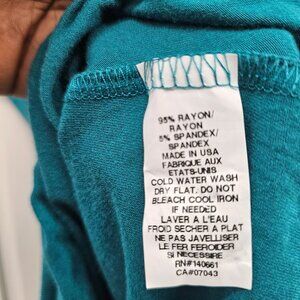 95% RAYON/
RAYON
5% SPANDEX/
SPANDEX
MADE IN USA
FABRIQUE AUX
ETATS-UNIS
COLD WATER WASH
DRY FLAT. DO NOT
BLEACH COOL IRON
IF NEEDED
LAVER A L'EAU
FROID SECHER A PLAT
NE PAS JAVELLISER
LE FER FEROIDER
SI NECESSAIRE
RN#140661
CA#07043